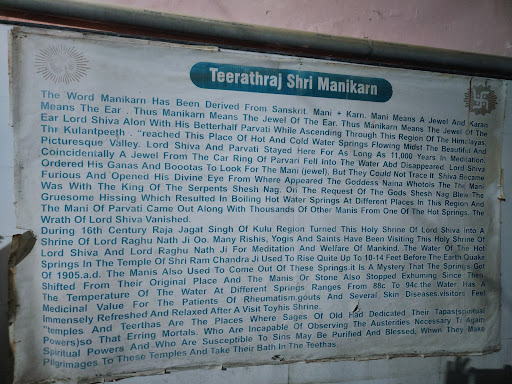 Teerathraj Shri Manikarn
The Word Manikarn Has Been Derived From Sanskrit. Mani + Karn. Mani Means A Jewel And Karan
Means The Ear . Thus Manikarn Means The Jewel Of The Ear. Thus Manikarn Means The Jewel Of The
Ear Lord Shiva Alon With His Betterhalf Parvati While Ascending Through This Region Of The Himalayas,
Thr Kulantpeeth . "reached This Place Of Hot And Cold Water Springs Flowing Midst The Beautiful And
Picturesque Valley. Lord Shiva And Parvati Stayed Here For As Long As 11,000 Years In Mediation.
Coincidentially A Jewel From The Car Ring Of Parvari Fell Into The Water Abd Disappeared. Lord Shiva
Ordered His Ganas And Boootas To Look For The Mani (jewel). But They Could Not Trace It Shiva Became
Furious And Opened His Divine Eye From Where Appeared The Goddess Naina Whotois The The Mani
Was With The King Of The Serpents Shesh Nag. On The Request Of The Gods Shesh Nag Blew The
Gruesome Hissing Which Resulted In Boiling Hot Water Springs At Different Places In This Region And
The Mani Of Parvati Came Out Along With Thousands Of Other Manis From One Of The Hot Springs. The
Wrath Of Lord Shiva Vanished.
During 16th Century Raja Jagat Singh Of Kulu Region Turned This Holy Shrine Of Lord Shiva into A
Shrine Of Lord Raghu Nath Ji Oo. Many Rishis, Yogis And Saints Have Been Visiting This Holy Shrine Of
Lord Shiva And Lord Raghu Nath Ji For Meditation And Welfare Of Mankind. The Water Of The Hot
Springs In The Temple Of Shri Ram Chandra Ji Used To Rise Quite Up To 10-14 Feet Before The Earth Quake
Of 1905.a.d. The Manis Also Used To Come Out Of These Springs.It Is A Mystry That The Springs Got
Shifted From Their Original Place And The Manis Or Stone Also Stopped Exhuming Since Then.
The Temperature Of The Water At Different Springs Ranges From 88c To 94c.the Water Has A
Medicinal Value For The Patients Of Rheumatism.gouts And Several Skin Diseases.visitors Feel
Immensely Refreshed And Relaxed After A Visit Toyhis Shrine.
"temples And Teerthas Are The Places Where Sages Of Old Had Dedicated Their Tapas(spiritual
Powers)so That Erring Mortals. Who Are Incapable Of Observing The Austerities Necessary Ti Again
Spiritual Powers And Who Are Susceptible To Sins May Be Purified And Blessed, Whwn They Make
Pilgrimages To These Temples And Take Their Bath In The Teethas.